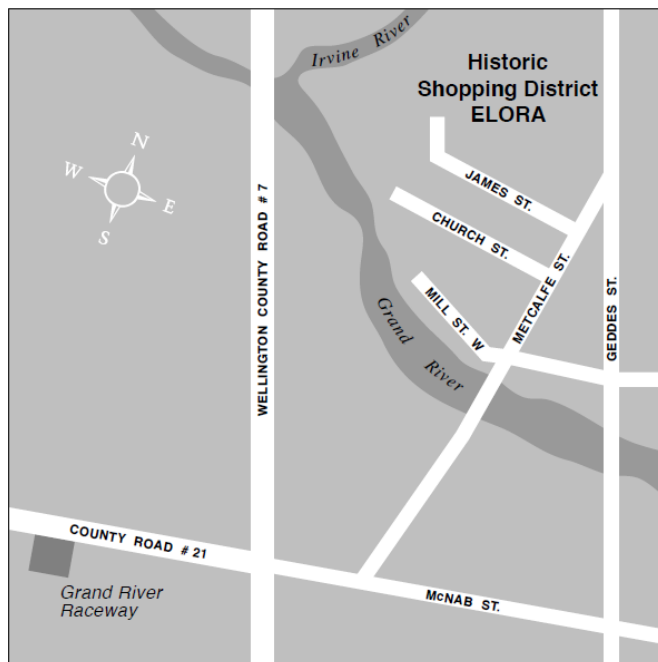 Irvine River
Historic
Shopping District
ELORA
N
W
E
S
JAMES ST.
CHURCH ST.
MILL ST. W
METCALFE ST.
GEDDES ST.
WELLINGTON COUNTY ROAD # 7
Grand River
COUNTY ROAD # 21
McNAB ST.
Grand River
Raceway